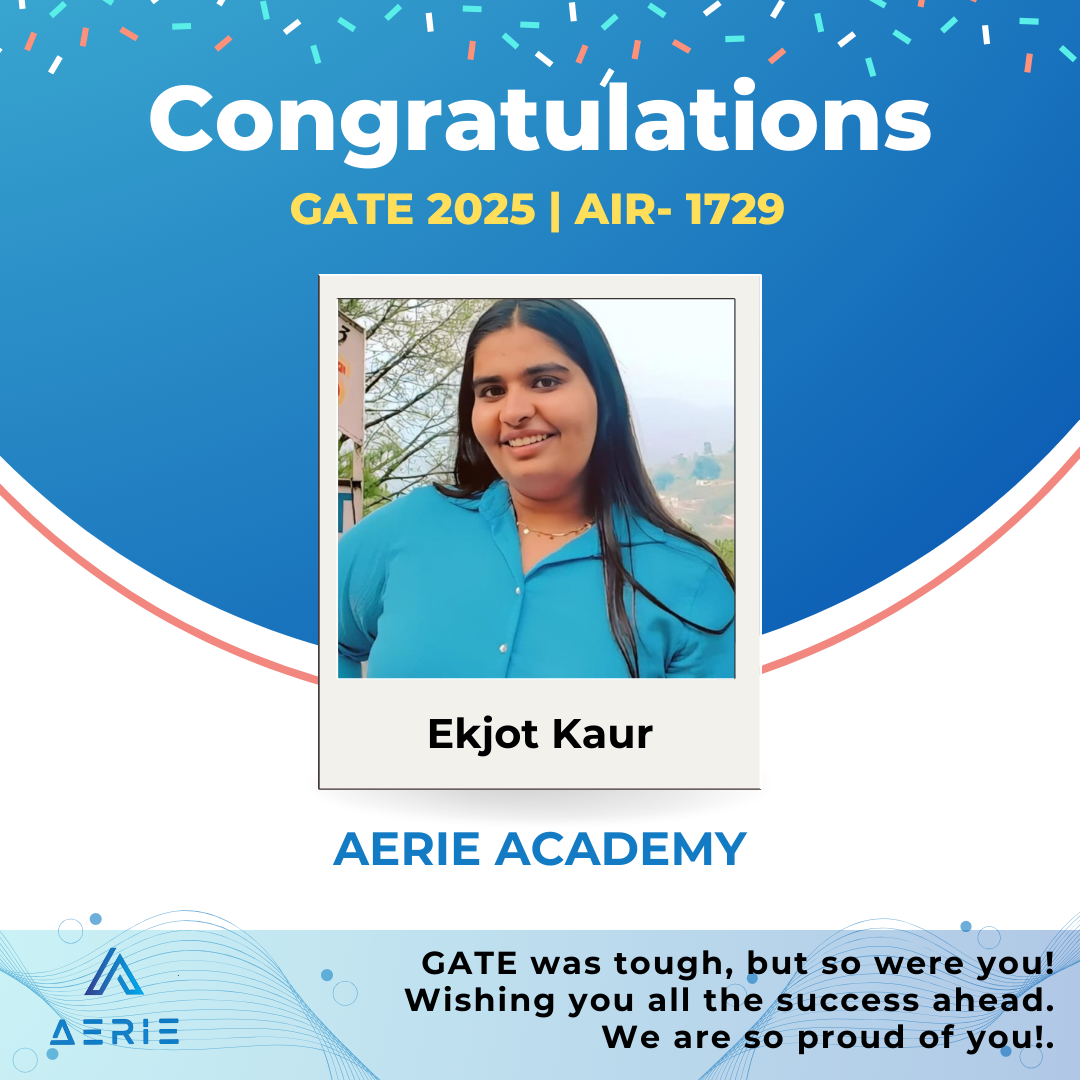 Congratulations
GATE 2025 | AIR- 1729
Ekjot Kaur
AERIE ACADEMY
AERIE
GATE was tough, but so were you!
Wishing you all the success ahead.
We are so proud of you!.